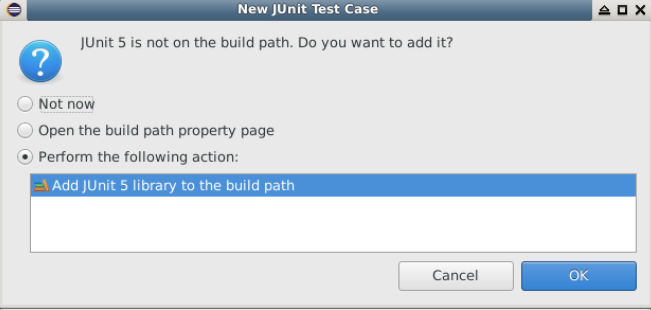 New JUnit Test Case
JUnit 5 is not on the build path. Do you want to add it?
Not now
Open the build path property page
Perform the following action:
Add JUnit 5 library to the build path
Cancel OK